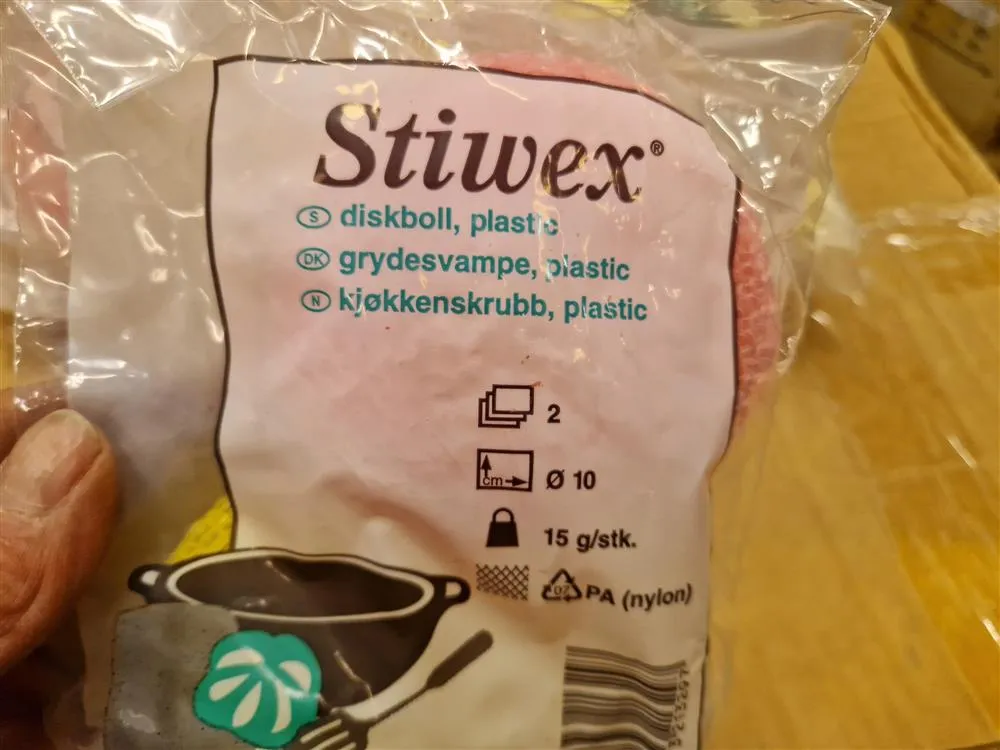 Stiwex®
S diskboll, plastic
DK grydesvampe, plastic
N kjøkkenskrubb, plastic
2
cm Ø 10
15 g/stk.
07 PA (nylon)